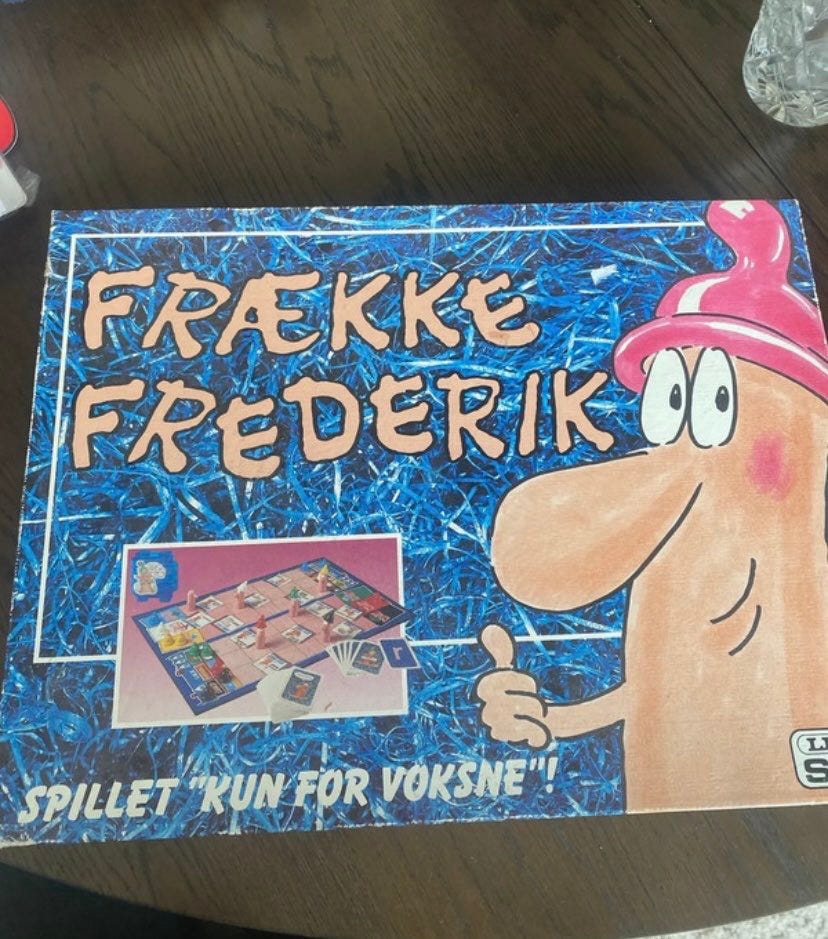 FRÆKKE
FREDERIK
SPILLET "KUN FOR VOKSNE"!